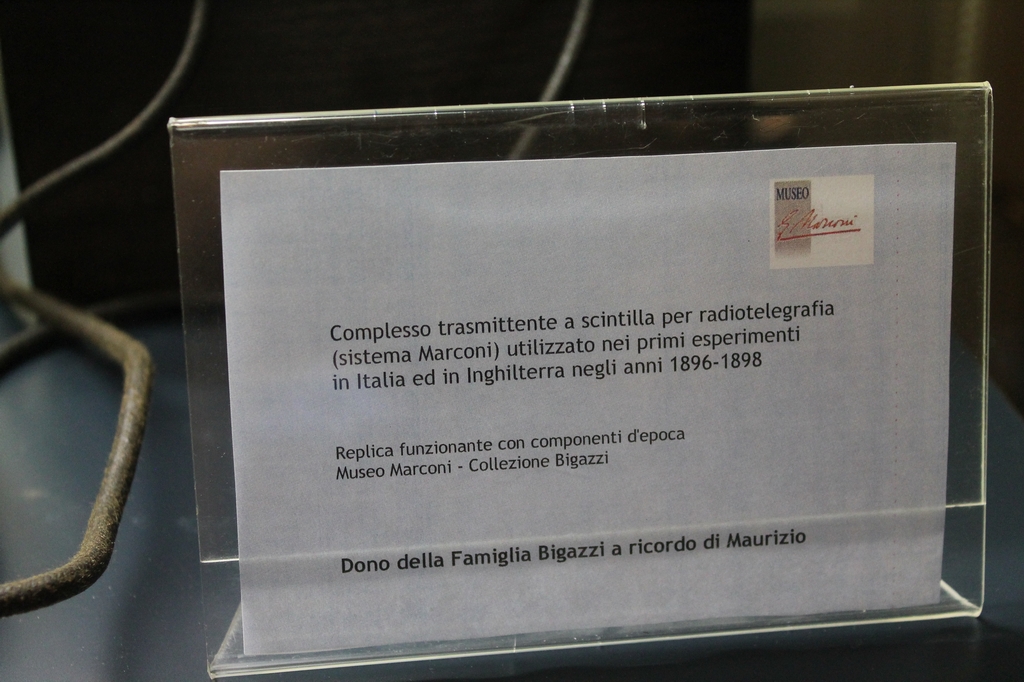 MUSEO
G. Marconi
Complesso trasmittente a scintilla per radiotelegrafia
(sistema Marconi) utilizzato nei primi esperimenti
in Italia ed in Inghilterra negli anni 1896-1898
Replica funzionante con componenti d'epoca
Museo Marconi - Collezione Bigazzi
Dono della Famiglia Bigazzi a ricordo di Maurizio